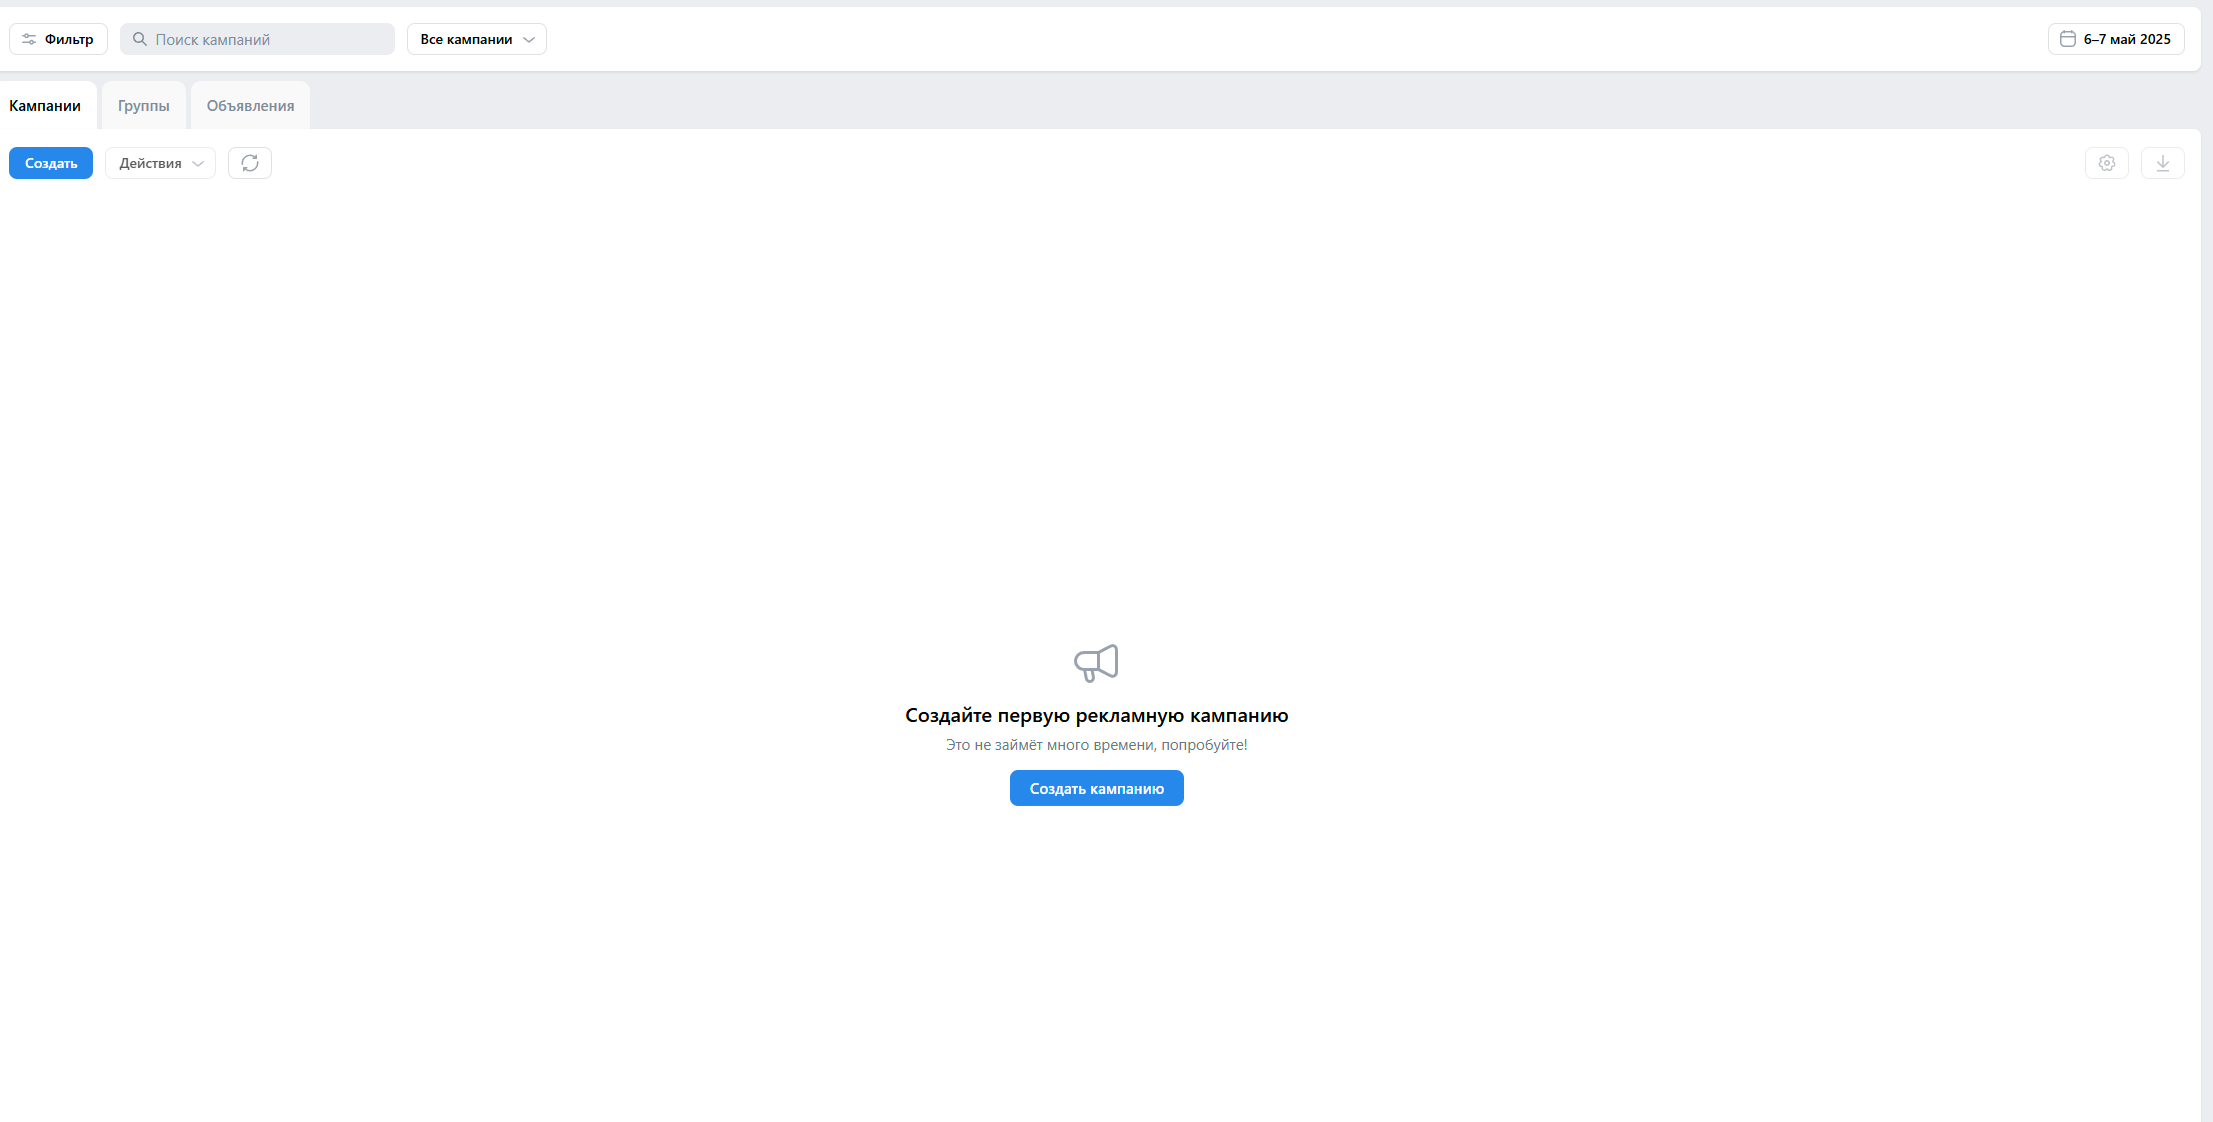 Фильтр
Поиск кампаний
Все кампании
6–7 май 2025
Кампании
Группы
Объявления
Создать
Действия
Создайте первую рекламную кампанию
Это не займёт много времени, попробуйте!
Создать кампанию